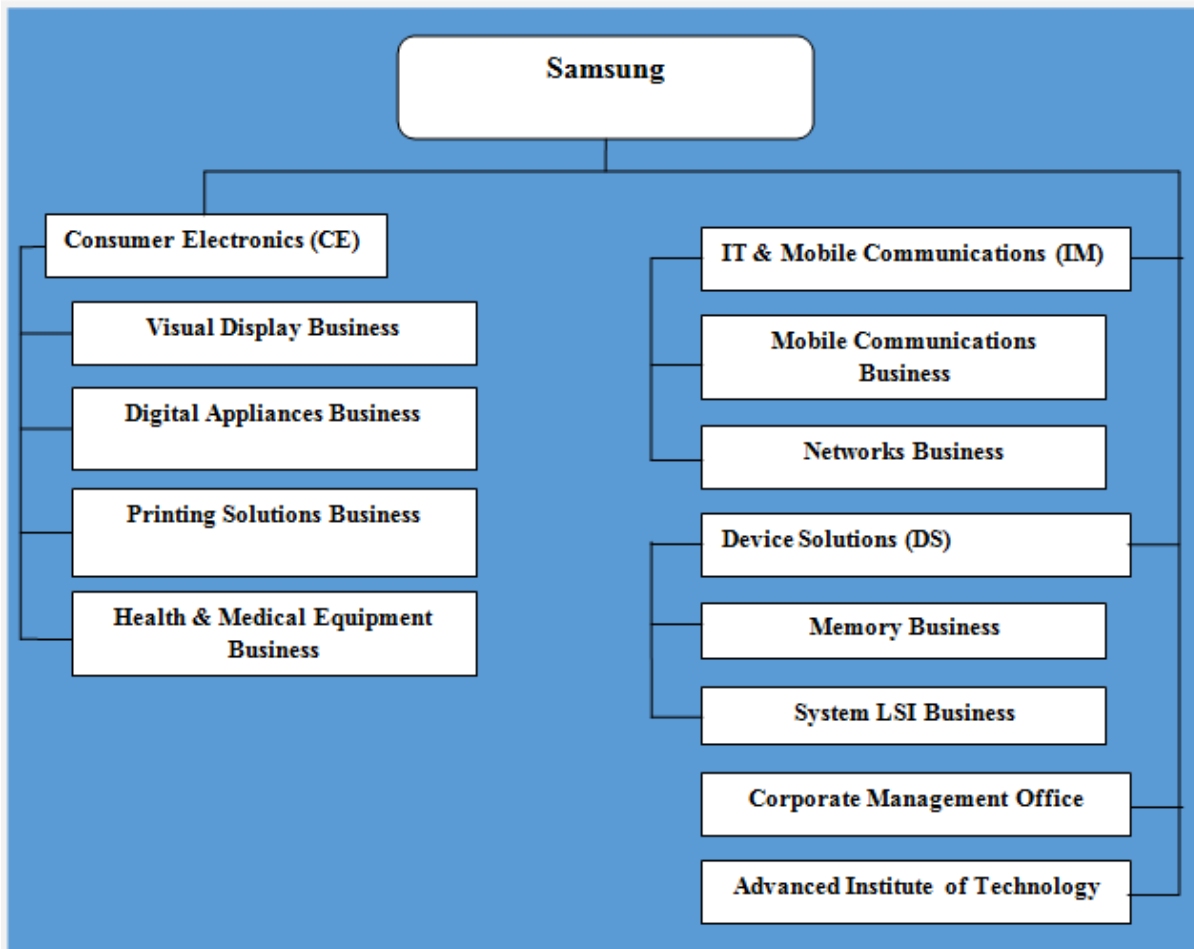 Samsung
Consumer Electronics (CE)
Visual Display Business
Digital Appliances Business
Printing Solutions Business
Health & Medical Equipment
Business
IT & Mobile Communications (IM)
Mobile Communications
Business
Networks Business
Device Solutions (DS)
Memory Business
System LSI Business
Corporate Management Office
Advanced Institute of Technology